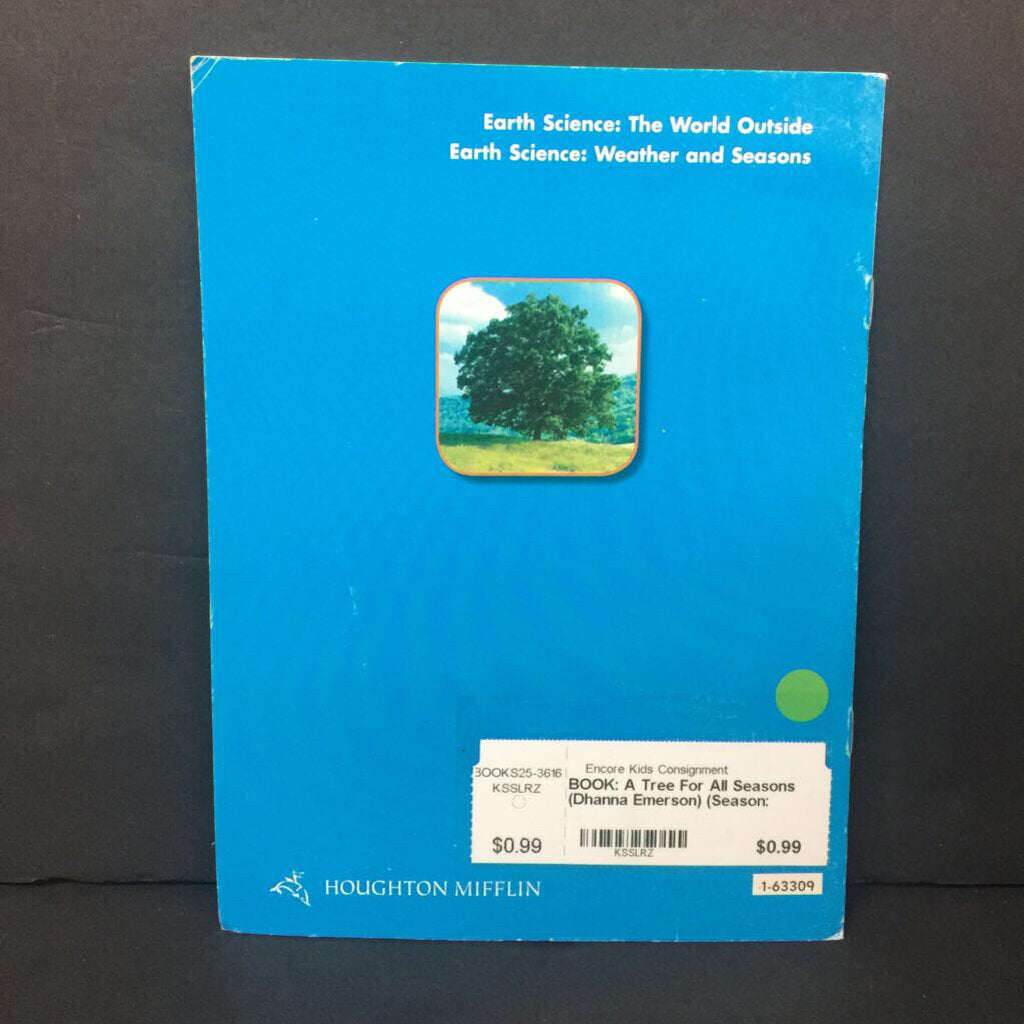 Earth Science: The World Outside
Earth Science: Weather and Seasons
BOOKS25-3616
KSSLRZ
$0.99
Encore Kids Consignment
BOOK: A Tree For All Seasons
(Dhanna Emerson) (Season:
KSSLRZ
$0.99
HOUGHTON MIFFLIN
1-63309